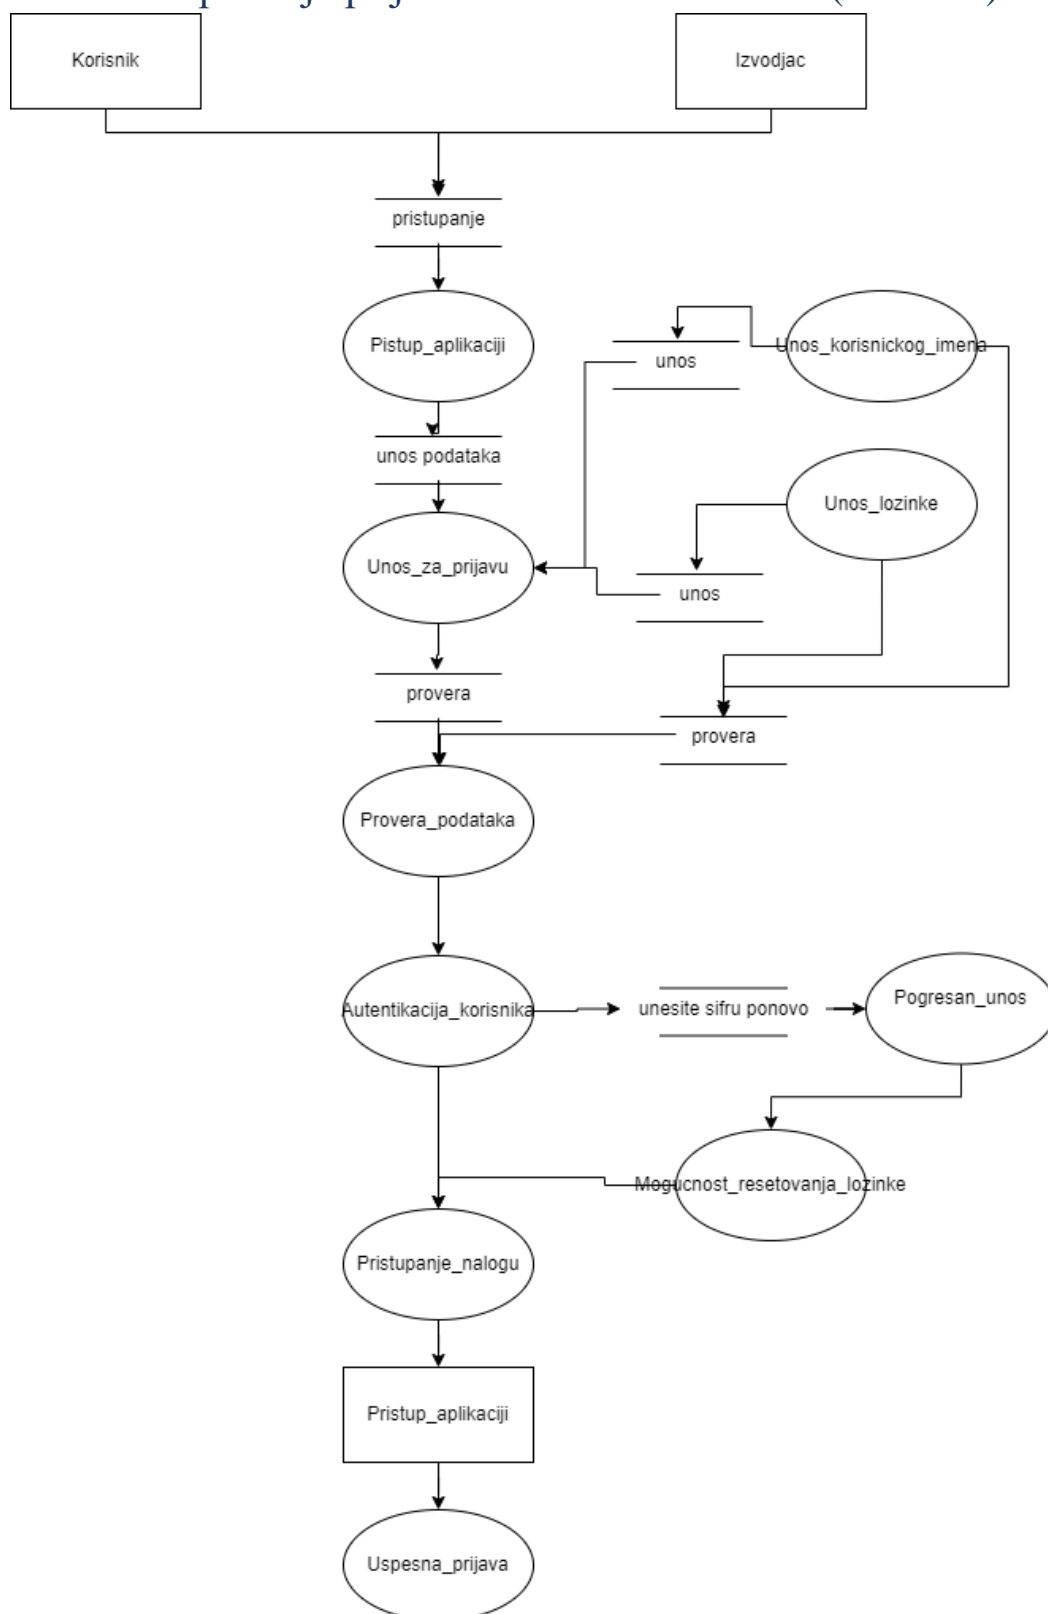 Korisnik
Izvodjac
pristupanje
Pistup_aplikaciji
Unos_korisnickog_imena
unos
unos podataka
Unos_lozinke
Unos_za_prijavu
unos
provera
provera
Provera_podataka
Autentikacija_korisnika
unesite sifru ponovo
Pogresan_unos
Mogucnost_resetovanja_lozinke
Pristupanje_nalogu
Pristup_aplikaciji
Uspesna_prijava